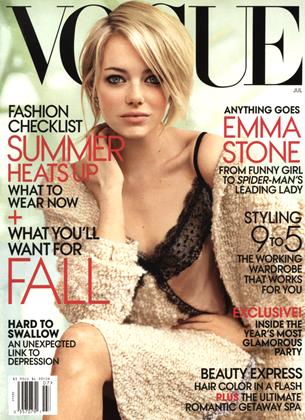 VOGUE
JUL
FASHION
CHECKLIST
SUMMER
HEATS UP
WHAT TO
WEAR NOW
+
WHAT YOU'LL
WANT FOR
FALL
HARD TO
SWALLOW
AN UNEXPECTED
LINK TO
DEPRESSION
ANYTHING GOES
EMMA
STONE
FROM FUNNY GIRL
TO SPIDER-MAN'S
LEADING LADY
STYLING
9 to 5
THE WORKING
WARDROBE
THAT WORKS
FOR YOU
EXCLUSIVE!
INSIDE THE
YEAR'S MOST
GLAMOROUS
PARTY
BEAUTY EXPRESS
HAIR COLOR IN A FLASH
PLUS THE ULTIMATE
ROMANTIC GETAWAY SPA